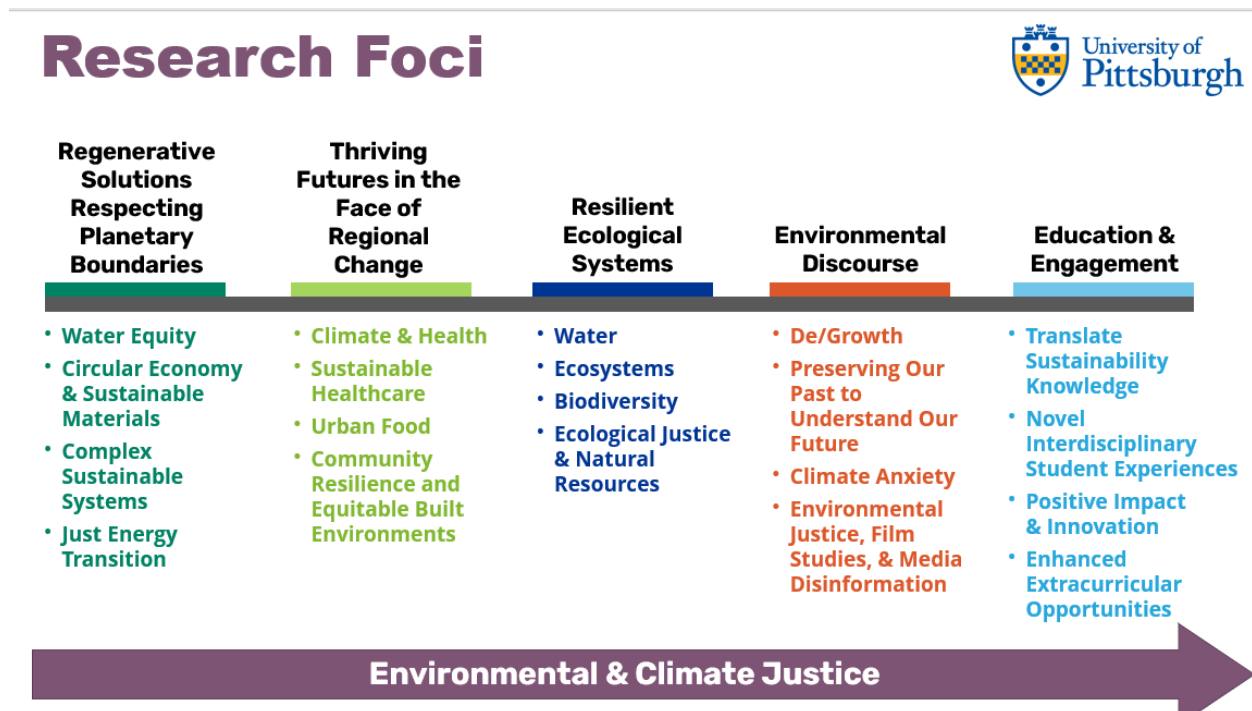 Research Foci
University of
Pittsburgh
Regenerative
Solutions
Respecting
Planetary
Boundaries
Thriving
Futures in the
Face of
Regional
Change
Resilient
Ecological
Systems
Environmental
Discourse
Education &
Engagement
• Water Equity
• Circular Economy
& Sustainable
Materials
• Complex
Sustainable
Systems
• Just Energy
Transition
• Climate & Health
• Sustainable
Healthcare
• Urban Food
• Community
Resilience and
Equitable Built
Environments
• Water
• Ecosystems
• Biodiversity
• Ecological Justice
& Natural
Resources
• De/Growth
• Preserving Our
Past to
Understand Our
Future
• Climate Anxiety
• Environmental
Justice, Film
Studies, & Media
Disinformation
• Translate
Sustainability
Knowledge
• Novel
Interdisciplinary
Student Experiences
• Positive Impact
& Innovation
• Enhanced
Extracurricular
Opportunities
Environmental & Climate Justice